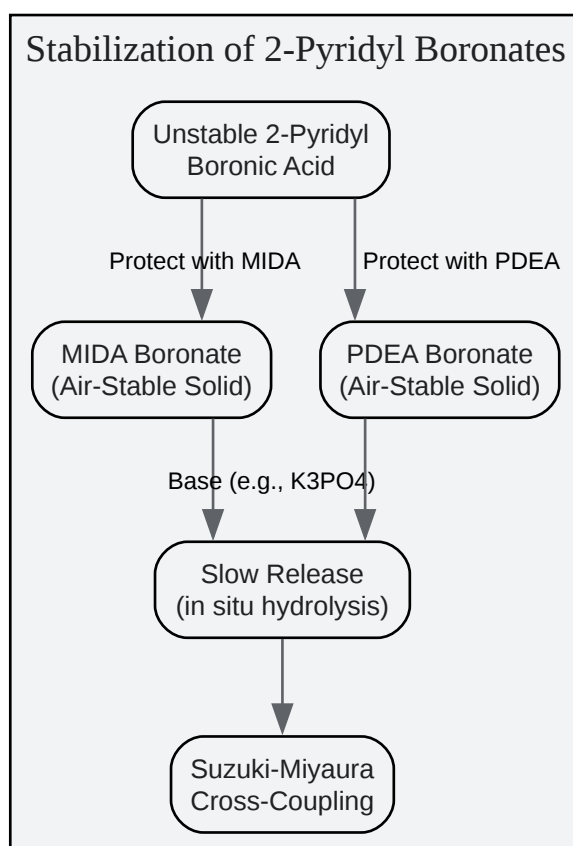 Stabilization of 2-Pyridyl Boronates
Unstable 2-Pyridyl
Boronic Acid
Protect with MIDA
Protect with PDEA
MIDA Boronate
(Air-Stable Solid)
PDEA Boronate
(Air-Stable Solid)
Base (e.g., K3PO4)
Slow Release
(in situ hydrolysis)
Suzuki-Miyaura
Cross-Coupling